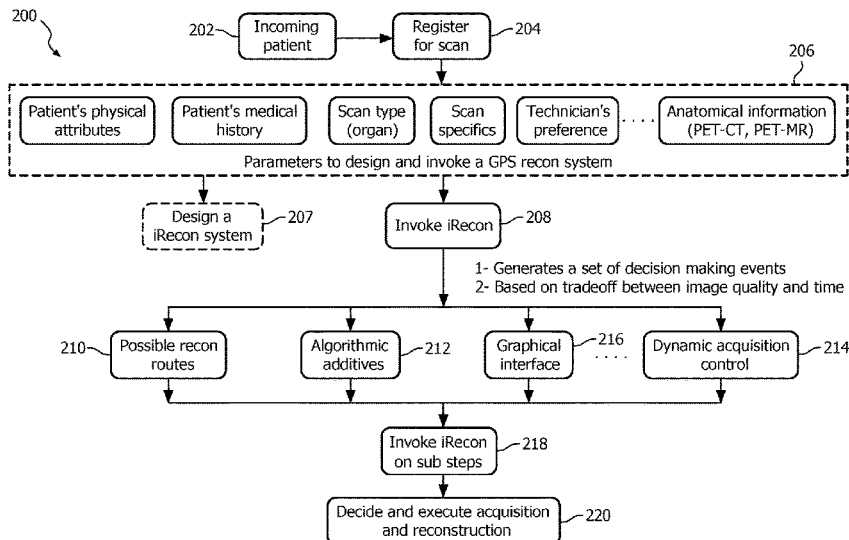 200
202
Incoming
patient
Register
for scan
204
206
Patient's physical
attributes
Patient's medical
history
Scan type
(organ)
Scan
specifics
Technician's
preference
. . . .
Anatomical information
(PET-CT, PET-MR)
Parameters to design and invoke a GPS recon system
Design a
iRecon system
207
Invoke iRecon
208
1- Generates a set of decision making events
2- Based on tradeoff between image quality and time
210
Possible recon
routes
Algorithmic
additives
212
Graphical
interface
216
. . . .
Dynamic acquisition
control
214
Invoke iRecon
on sub steps
218
Decide and execute acquisition
and reconstruction
220